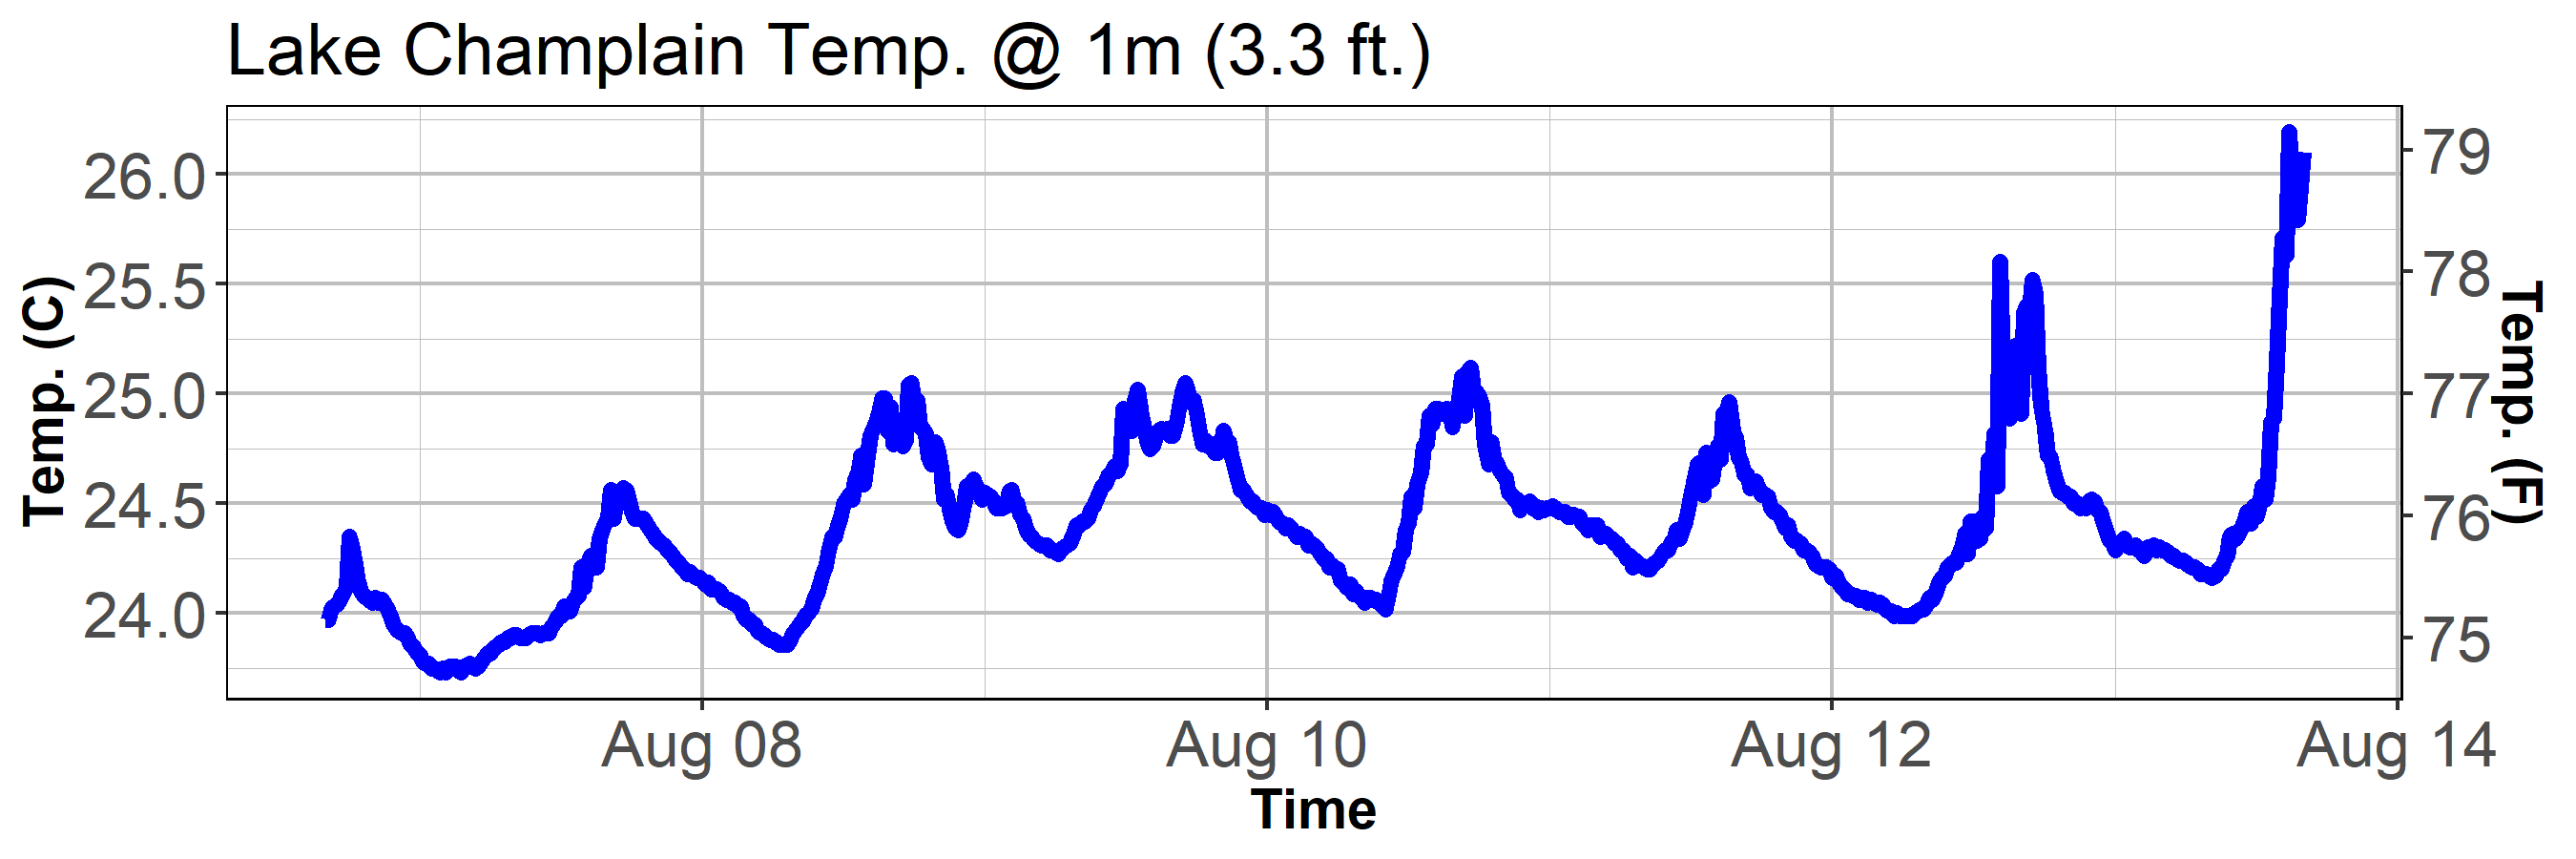 Lake Champlain Temp. @ 1m (3.3 ft.)
Temp. (C)
26.0
25.5
25.0
24.5
24.0
79
78
77
76
75
Temp. (F)
Aug 08
Aug 10
Aug 12
Aug 14
Time